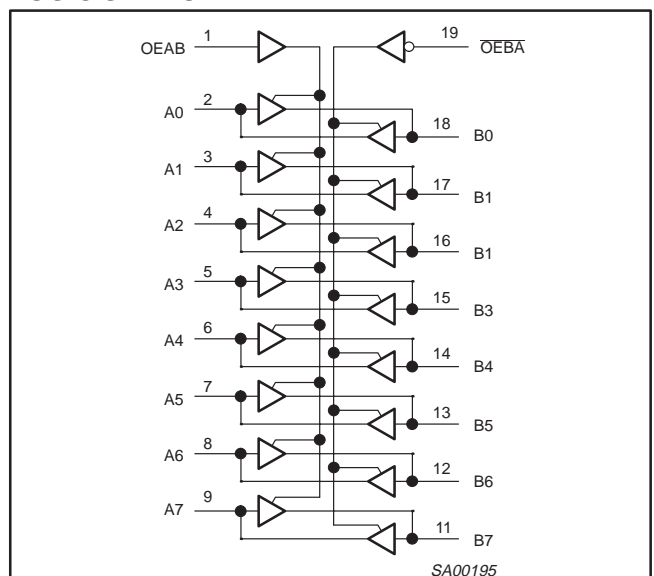 OEAB 1 19 OEBA
A0 2 18 B0
A1 3 17 B1
A2 4 16 B1
A3 5 15 B3
A4 6 14 B4
A5 7 13 B5
A6 8 12 B6
A7 9 11 B7
SA00195